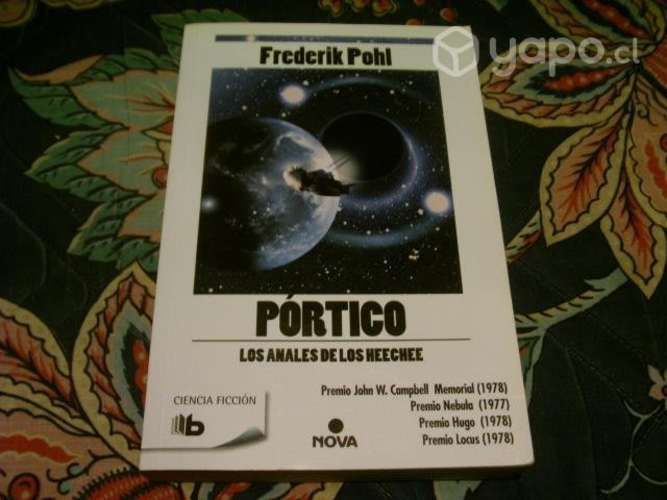 yapo.cl
Frederik Pohl
PÓRTICO
LOS ANALES DE LOS HEECHEE
Premio John W. Campbell Memorial (1978)
Premio Nebula (1977)
Premio Hugo (1978)
Premio Locus (1978)
CIENCIA FICCIÓN
b
NOVA